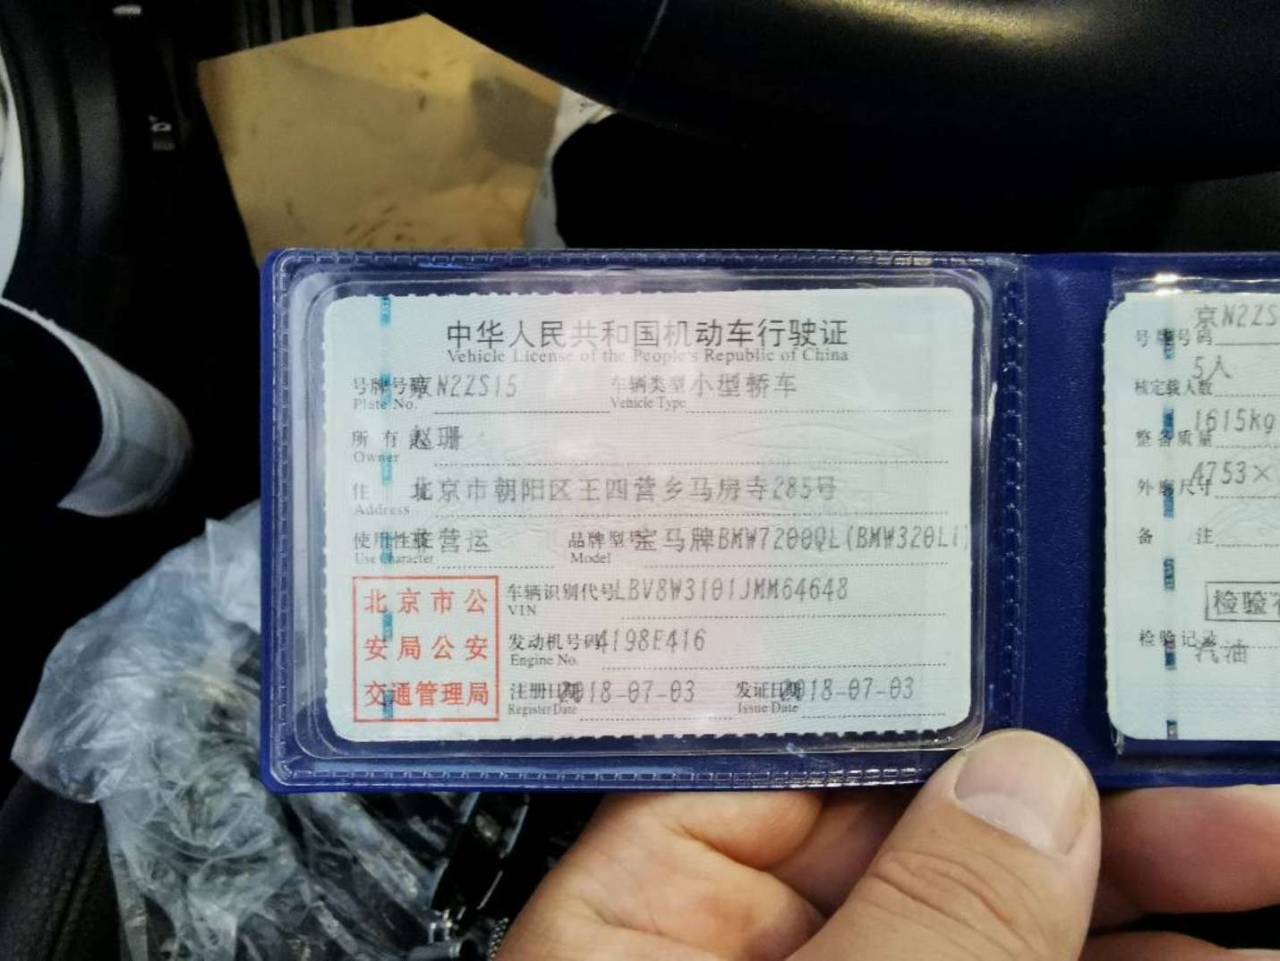 中华人民共和国机动车行驶证
Vehicle License of the People's Republic of China
号牌号码 京N2ZS15 车辆类型 小型轿车
Plate No. Vehicle Type
所有 赵珊
Owner
住 北京市朝阳区王四营乡马房寺285号
Address
使用性质 非营运 品牌型号 宝马牌BMW7200QL(BMW320Li)
Use Character Model
北京市公
安局公安
交通管理局
车辆识别代号 LBV8W3101JMM64648
VIN
发动机号码 4198E416
Engine No.
注册日期 2018-07-03 发证日期 2018-07-03
Register Date Issue Date
号牌号码 京N2ZS
核定载人数 5人
整备质量 1615kg
外廓尺寸 4753×
备注
检验
检验记录 汽油